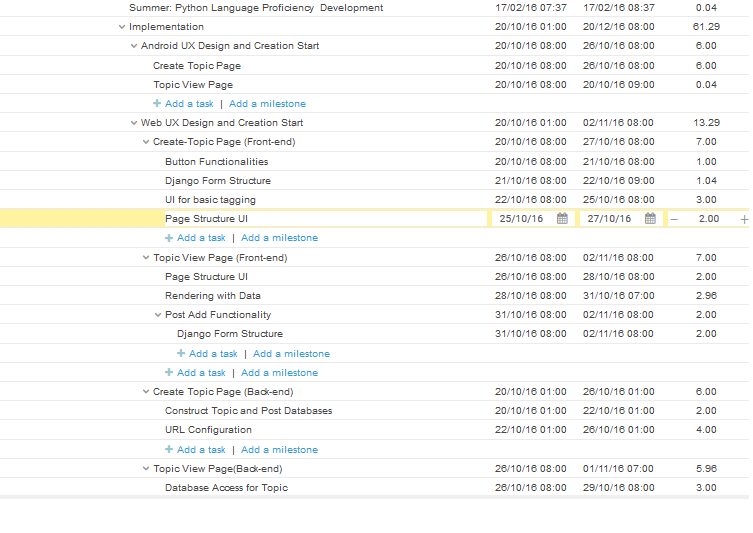 Summer: Python Language Proficiency Development 17/02/16 07:37 17/02/16 08:37 0.04
Implementation 20/10/16 01:00 20/12/16 08:00 61.29
Android UX Design and Creation Start 20/10/16 08:00 26/10/16 08:00 6.00
Create Topic Page 20/10/16 08:00 26/10/16 08:00 6.00
Topic View Page 20/10/16 08:00 20/12/16 09:00 0.04
+ Add a task | Add a milestone
Web UX Design and Creation Start 20/10/16 01:00 02/11/16 08:00 13.29
Create-Topic Page (Front-end) 20/10/16 08:00 27/10/16 08:00 7.00
Button Functionalities 20/10/16 08:00 21/10/16 08:00 1.00
Django Form Structure 21/10/16 08:00 22/10/16 09:00 1.04
UI for basic tagging 22/10/16 08:00 25/10/16 08:00 3.00
Page Structure UI 25/10/16 27/10/16 − 2.00 +
+ Add a task | Add a milestone
Topic View Page (Front-end) 26/10/16 08:00 02/11/16 08:00 7.00
Page Structure UI 26/10/16 08:00 28/10/16 08:00 2.00
Rendering with Data 28/10/16 08:00 31/10/16 07:00 2.96
Post Add Functionality 31/10/16 08:00 02/11/16 08:00 2.00
Django Form Structure 31/10/16 08:00 02/11/16 08:00 2.00
+ Add a task | Add a milestone
+ Add a task | Add a milestone
Create Topic Page (Back-end) 20/10/16 01:00 26/10/16 01:00 6.00
Construct Topic and Post Databases 20/10/16 01:00 22/10/16 01:00 2.00
URL Configuration 22/10/16 01:00 26/10/16 01:00 4.00
+ Add a task | Add a milestone
Topic View Page(Back-end) 26/10/16 08:00 01/11/16 07:00 5.96
Database Access for Topic 26/10/16 08:00 29/10/16 08:00 3.00